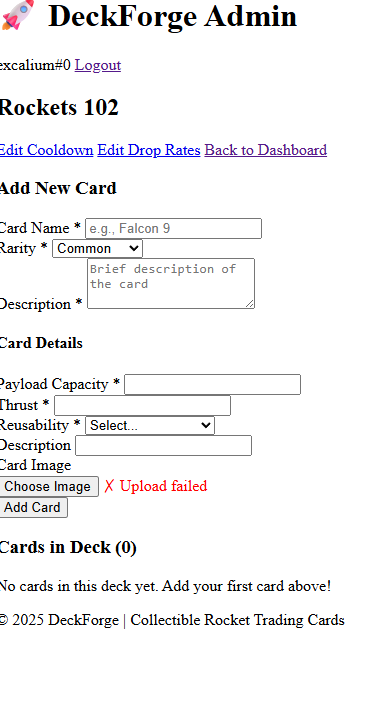 🚀 DeckForge Admin
excalium#0 Logout
Rockets 102
Edit Cooldown Edit Drop Rates Back to Dashboard
Add New Card
Card Name * e.g., Falcon 9
Rarity * Common
Description * Brief description of
the card
Card Details
Payload Capacity *
Thrust *
Reusability * Select...
Description
Card Image
Choose Image ✗ Upload failed
Add Card
Cards in Deck (0)
No cards in this deck yet. Add your first card above!
© 2025 DeckForge | Collectible Rocket Trading Cards